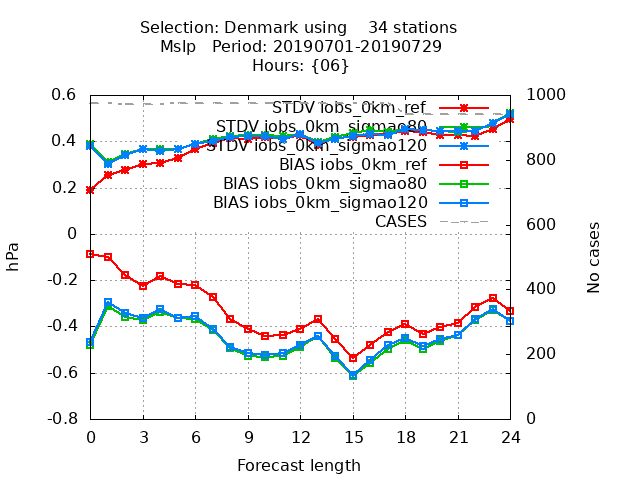 Selection: Denmark using    34 stations
Mslp   Period: 20190701-20190729
Hours: {06}
0.6
0.4
0.2
0
-0.2
-0.4
-0.6
-0.8
hPa
STDV iobs_0km_ref
STDV iobs_0km_sigmao80
STDV iobs_0km_sigmao120
BIAS iobs_0km_ref
BIAS iobs_0km_sigmao80
BIAS iobs_0km_sigmao120
CASES
1000
800
600
400
200
0
No cases
0 3 6 9 12 15 18 21 24
Forecast length